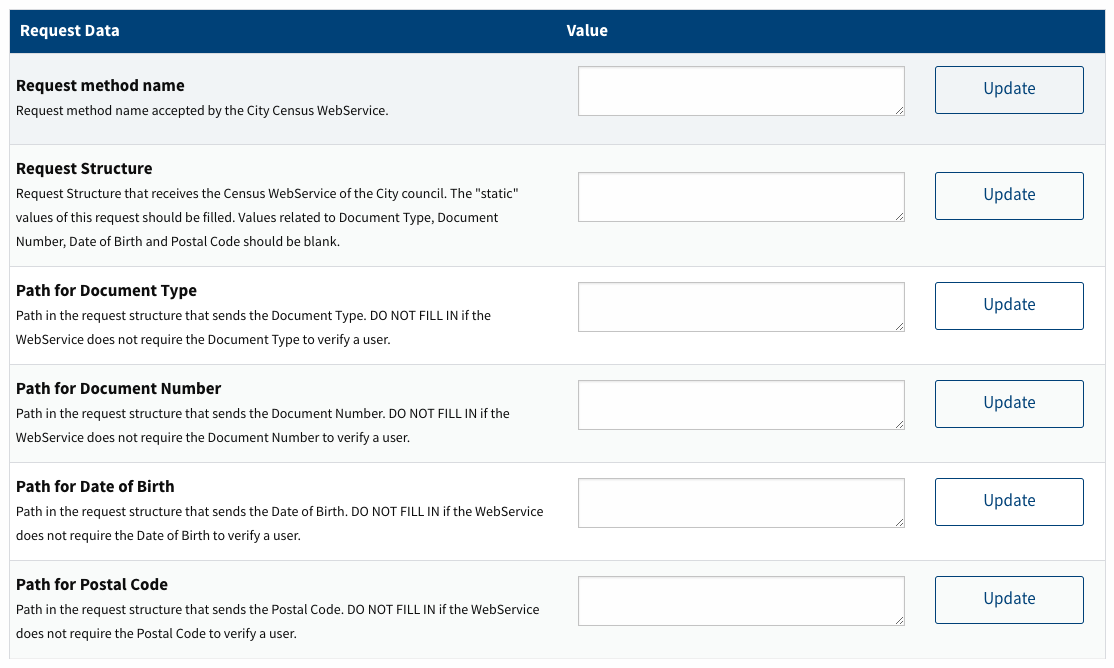 Request Data Value
Request method name
Request method name accepted by the City Census WebService.
Update
Request Structure
Request Structure that receives the Census WebService of the City council. The "static"
values of this request should be filled. Values related to Document Type, Document
Number, Date of Birth and Postal Code should be blank.
Update
Path for Document Type
Path in the request structure that sends the Document Type. DO NOT FILL IN if the
WebService does not require the Document Type to verify a user.
Update
Path for Document Number
Path in the request structure that sends the Document Number. DO NOT FILL IN if the
WebService does not require the Document Number to verify a user.
Update
Path for Date of Birth
Path in the request structure that sends the Date of Birth. DO NOT FILL IN if the WebService
does not require the Date of Birth to verify a user.
Update
Path for Postal Code
Path in the request structure that sends the Postal Code. DO NOT FILL IN if the WebService
does not require the Postal Code to verify a user.
Update